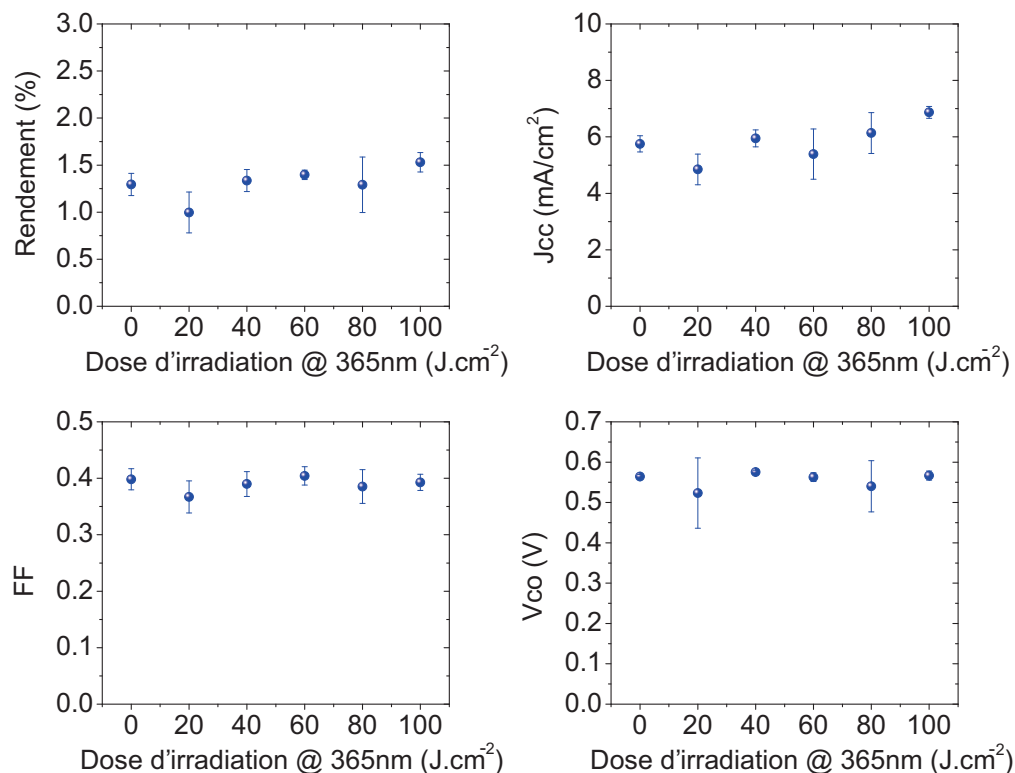 Rendement (%)
3.0
2.5
2.0
1.5
1.0
0.5
0.0
0 20 40 60 80 100
Dose d'irradiation @ 365nm (J.cm⁻²)
Jcc (mA/cm²)
10
8
6
4
2
0
0 20 40 60 80 100
Dose d'irradiation @ 365nm (J.cm⁻²)
FF
0.5
0.4
0.3
0.2
0.1
0.0
0 20 40 60 80 100
Dose d'irradiation @ 365nm (J.cm⁻²)
Vco (V)
0.7
0.6
0.5
0.4
0.3
0.2
0.1
0.0
0 20 40 60 80 100
Dose d'irradiation @ 365nm (J.cm⁻²)